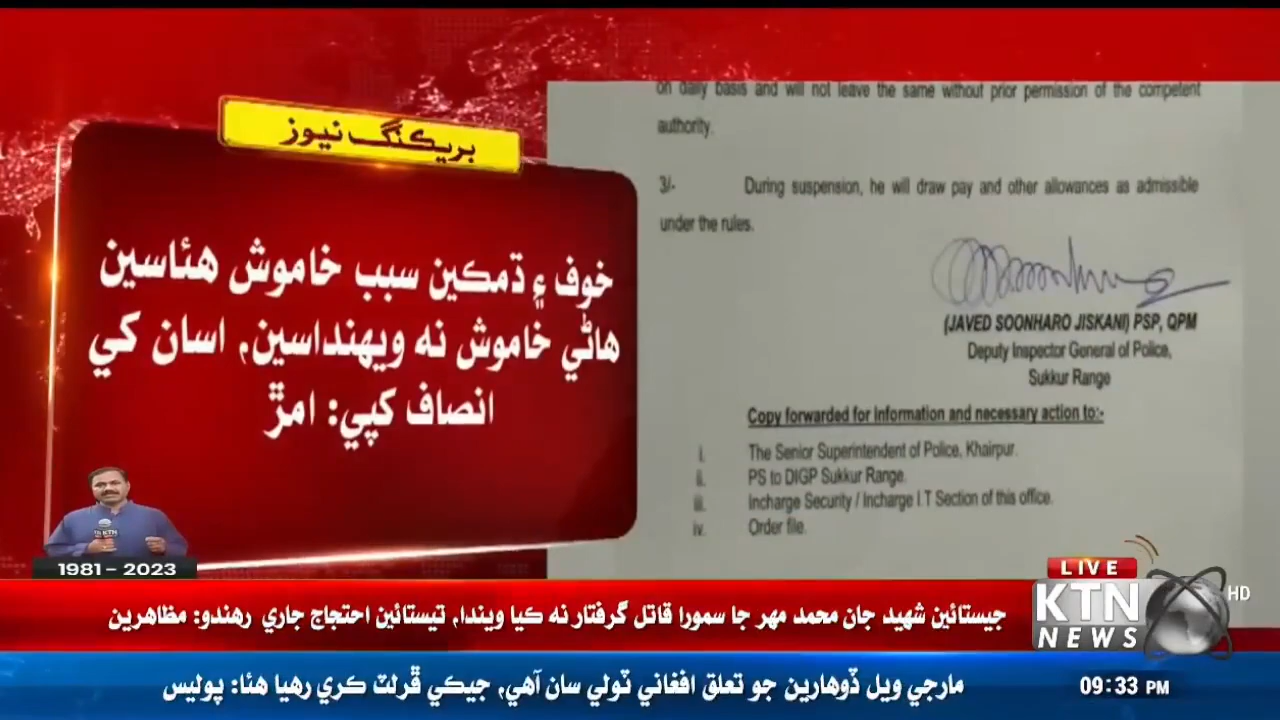 بريڪنگ نيوز
خوف ۽ ڌمڪين سبب خاموش هئاسين
هاڻي خاموش نه ويهنداسين, اسان کي
انصاف کپي: امڙ
on daily basis and will not leave the same without prior permission of the competent
authority.
3/- During suspension, he will draw pay and other allowances as admissible
under the rules.
(JAVED SOONHARO JISKANI) PSP, QPM
Deputy Inspector General of Police,
Sukkur Range
Copy forwarded for information and necessary action to:-
i. The Senior Superintendent of Police, Khairpur.
ii. PS to DIGP Sukkur Range.
iii. Incharge Security / Incharge I.T Section of this office.
iv. Order file.
KTN
1981 – 2023
LIVE
KTN
NEWS
HD
جيستائين شهيد جان محمد مهر جا سمورا قاتل گرفتار نه ڪيا ويندا, تيستائين احتجاج جاري رهندو: مظاهرين
مارجي ويل ڏوهارين جو تعلق افغاني ٽولي سان آهي, جيڪي ڦرلٽ ڪري رهيا هئا: پوليس
09:33 PM